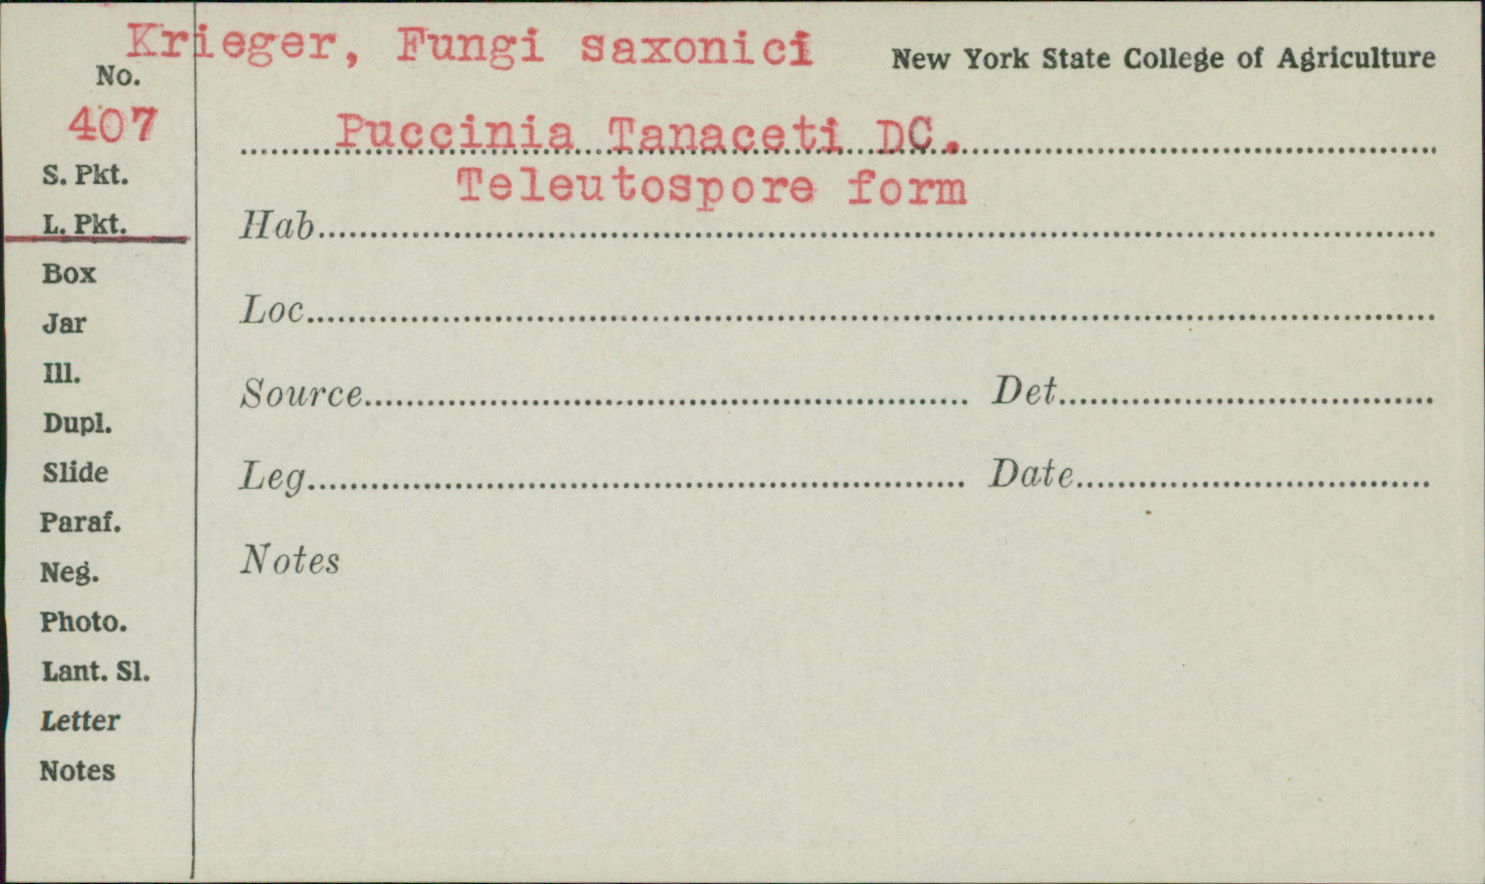 Krieger, Fungi saxonici
New York State College of Agriculture
No.
407
Puccinia Tanaceti DC.
Teleutospore form
S. Pkt.
L. Pkt.
Box
Jar
Ill.
Dupl.
Slide
Paraf.
Neg.
Photo.
Lant. Sl.
Letter
Notes
Hab
Loc
Source Det
Leg Date
Notes